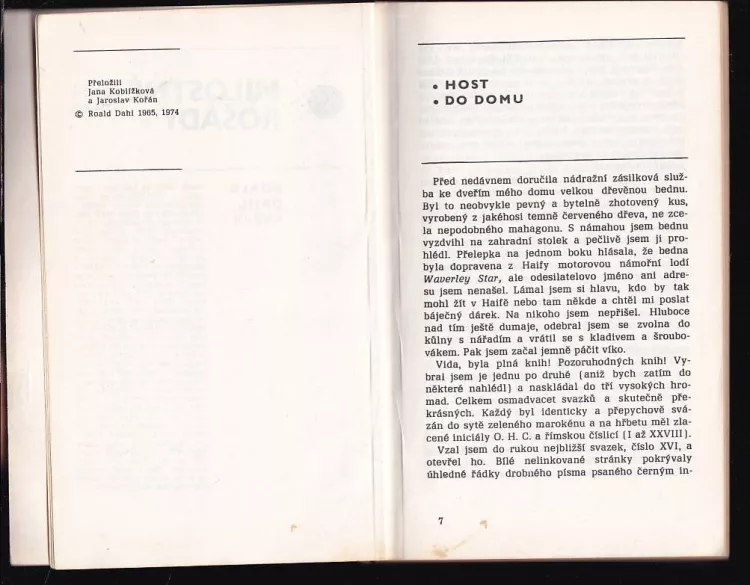 Přeložili
Jana Koblížková
a Jaroslav Kořán
© Roald Dahl 1965, 1974
• HOST
• DO DOMU
Před nedávnem doručila nádražní zásilková služ-
ba ke dveřím mého domu velkou dřevěnou bednu.
Byl to neobvykle pevný a bytelně zhotovený kus,
vyrobený z jakéhosi temně červeného dřeva, ne zce-
la nepodobného mahagonu. S námahou jsem bednu
vyzdvihl na zahradní stolek a pečlivě jsem ji pro-
hlédl. Přelepka na jednom boku hlásala, že bedna
byla dopravena z Haify motorovou námořní lodí
Waverley Star, ale odesilatelovo jméno ani adre-
su jsem nenašel. Lámal jsem si hlavu, kdo by tak
mohl žít v Haifě nebo tam někde a chtěl mi poslat
báječný dárek. Na nikoho jsem nepřišel. Hluboce
nad tím ještě dumaje, odebral jsem se zvolna do
kůlny s nářadím a vrátil se s kladivem a šroubo-
vákem. Pak jsem začal jemně páčit víko.
Vida, byla plná knih! Pozoruhodných knih! Vy-
bral jsem je jednu po druhé (aniž bych zatím do
některé nahlédl) a naskládal do tří vysokých hro-
mad. Celkem osmadvacet svazků a skutečně pře-
krásných. Každý byl identicky a přepychově svá-
zán do sytě zeleného marokénu a na hřbetu měl zla-
cené iniciály O. H. C. a římskou číslici (I až XXVIII).
Vzal jsem do rukou nejbližší svazek, číslo XVI, a
otevřel ho. Bílé nelinkované stránky pokrývaly
úhledné řádky drobného písma psaného černým in-
7